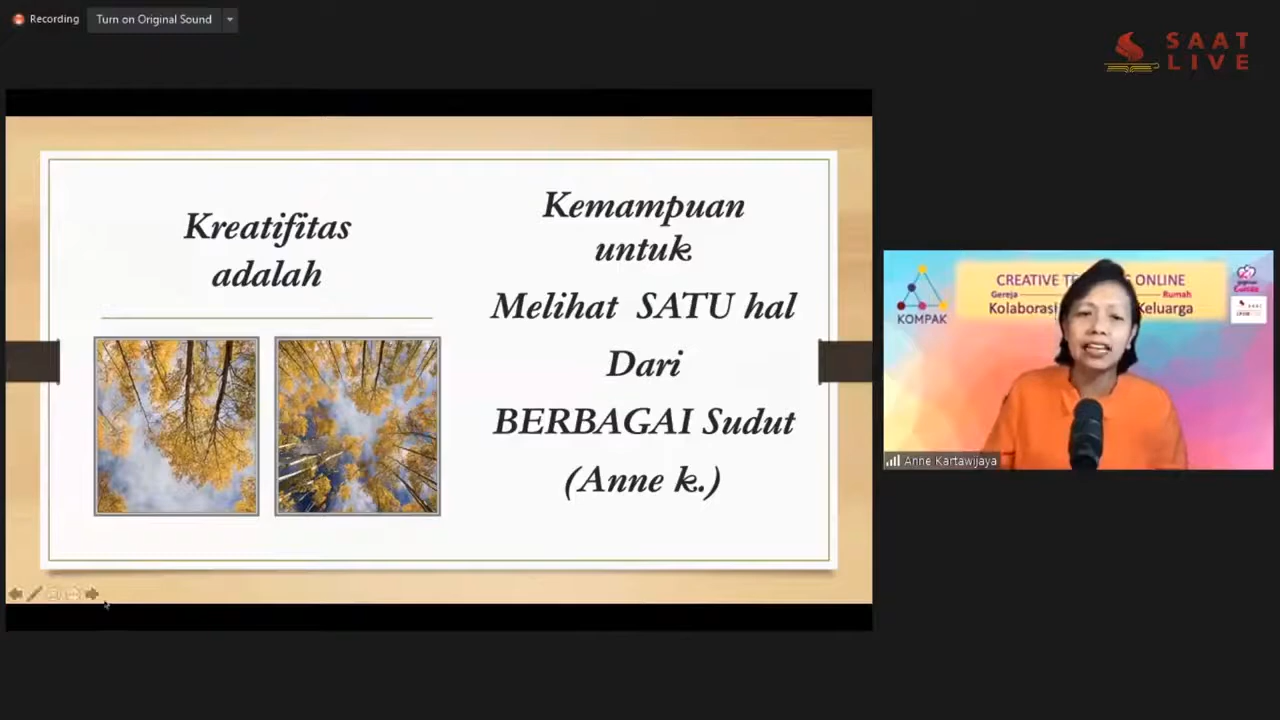 Recording
Turn on Original Sound
SAAT
LIVE
Kreatifitas
adalah
Kemampuan
untuk
Melihat SATU hal
Dari
BERBAGAI Sudut
(Anne k.)
CREATIVE
ONLINE
Gereja
Rumah
Kolaborasi
Keluarga
KOMPAK
Anne Kartawijaya